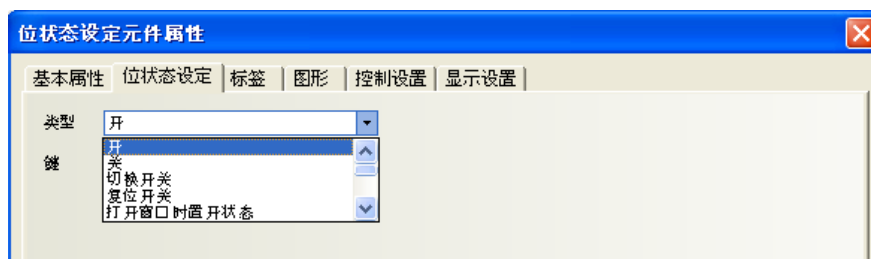 位状态设定元件属性
基本属性 位状态设定 标签 图形 控制设置 显示设置
类型 开
开
键 关
切换开关
复位开关
打开窗口时置开状态